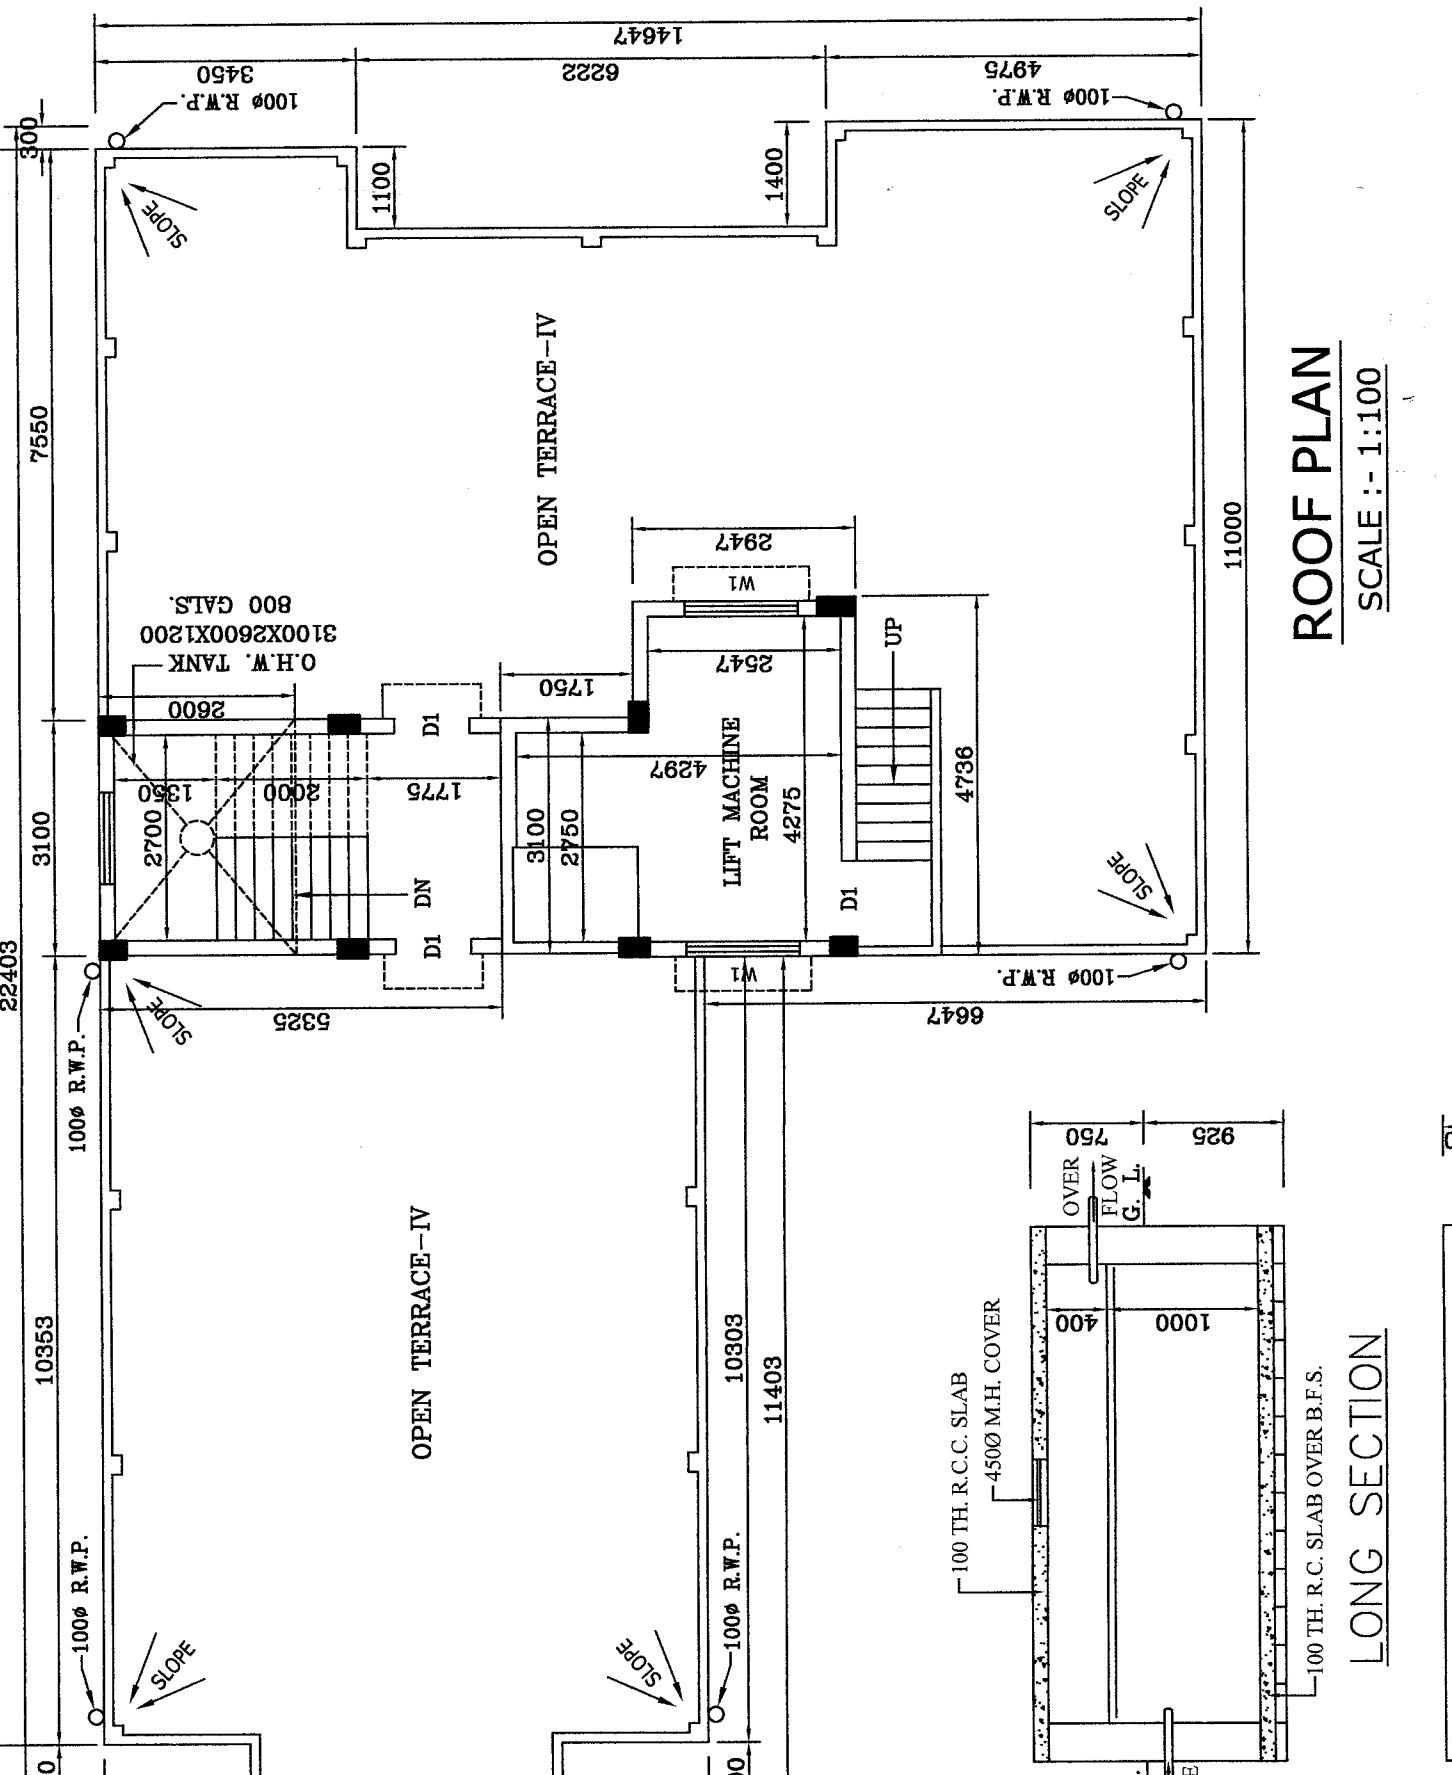 14647
3450
6222
4975
100ø R.W.P.
100ø R.W.P.
300
1100
1400
SLOPE
SLOPE
7550
OPEN TERRACE-IV
ROOF PLAN
SCALE :- 1:100
11000
2947
W1
O.H.W. TANK
3100X2600X1200
800 GALS.
2600
1750
2547
UP
D1
3100
1350
2000
1775
2700
4297
LIFT MACHINE
ROOM
4275
4736
3100
2750
DN
D1
D1
W1
SLOPE
100ø R.W.P.
22403
5325
6647
SLOPE
100ø R.W.P.
10353
OPEN TERRACE-IV
10303
11403
100ø R.W.P.
SLOPE
SLOPE
100ø R.W.P.
750
925
OVER
FLOW
G. L.
400
1000
100 TH. R.C.C. SLAB
450Ø M.H. COVER
100 TH. R.C. SLAB OVER B.F.S.
LONG SECTION